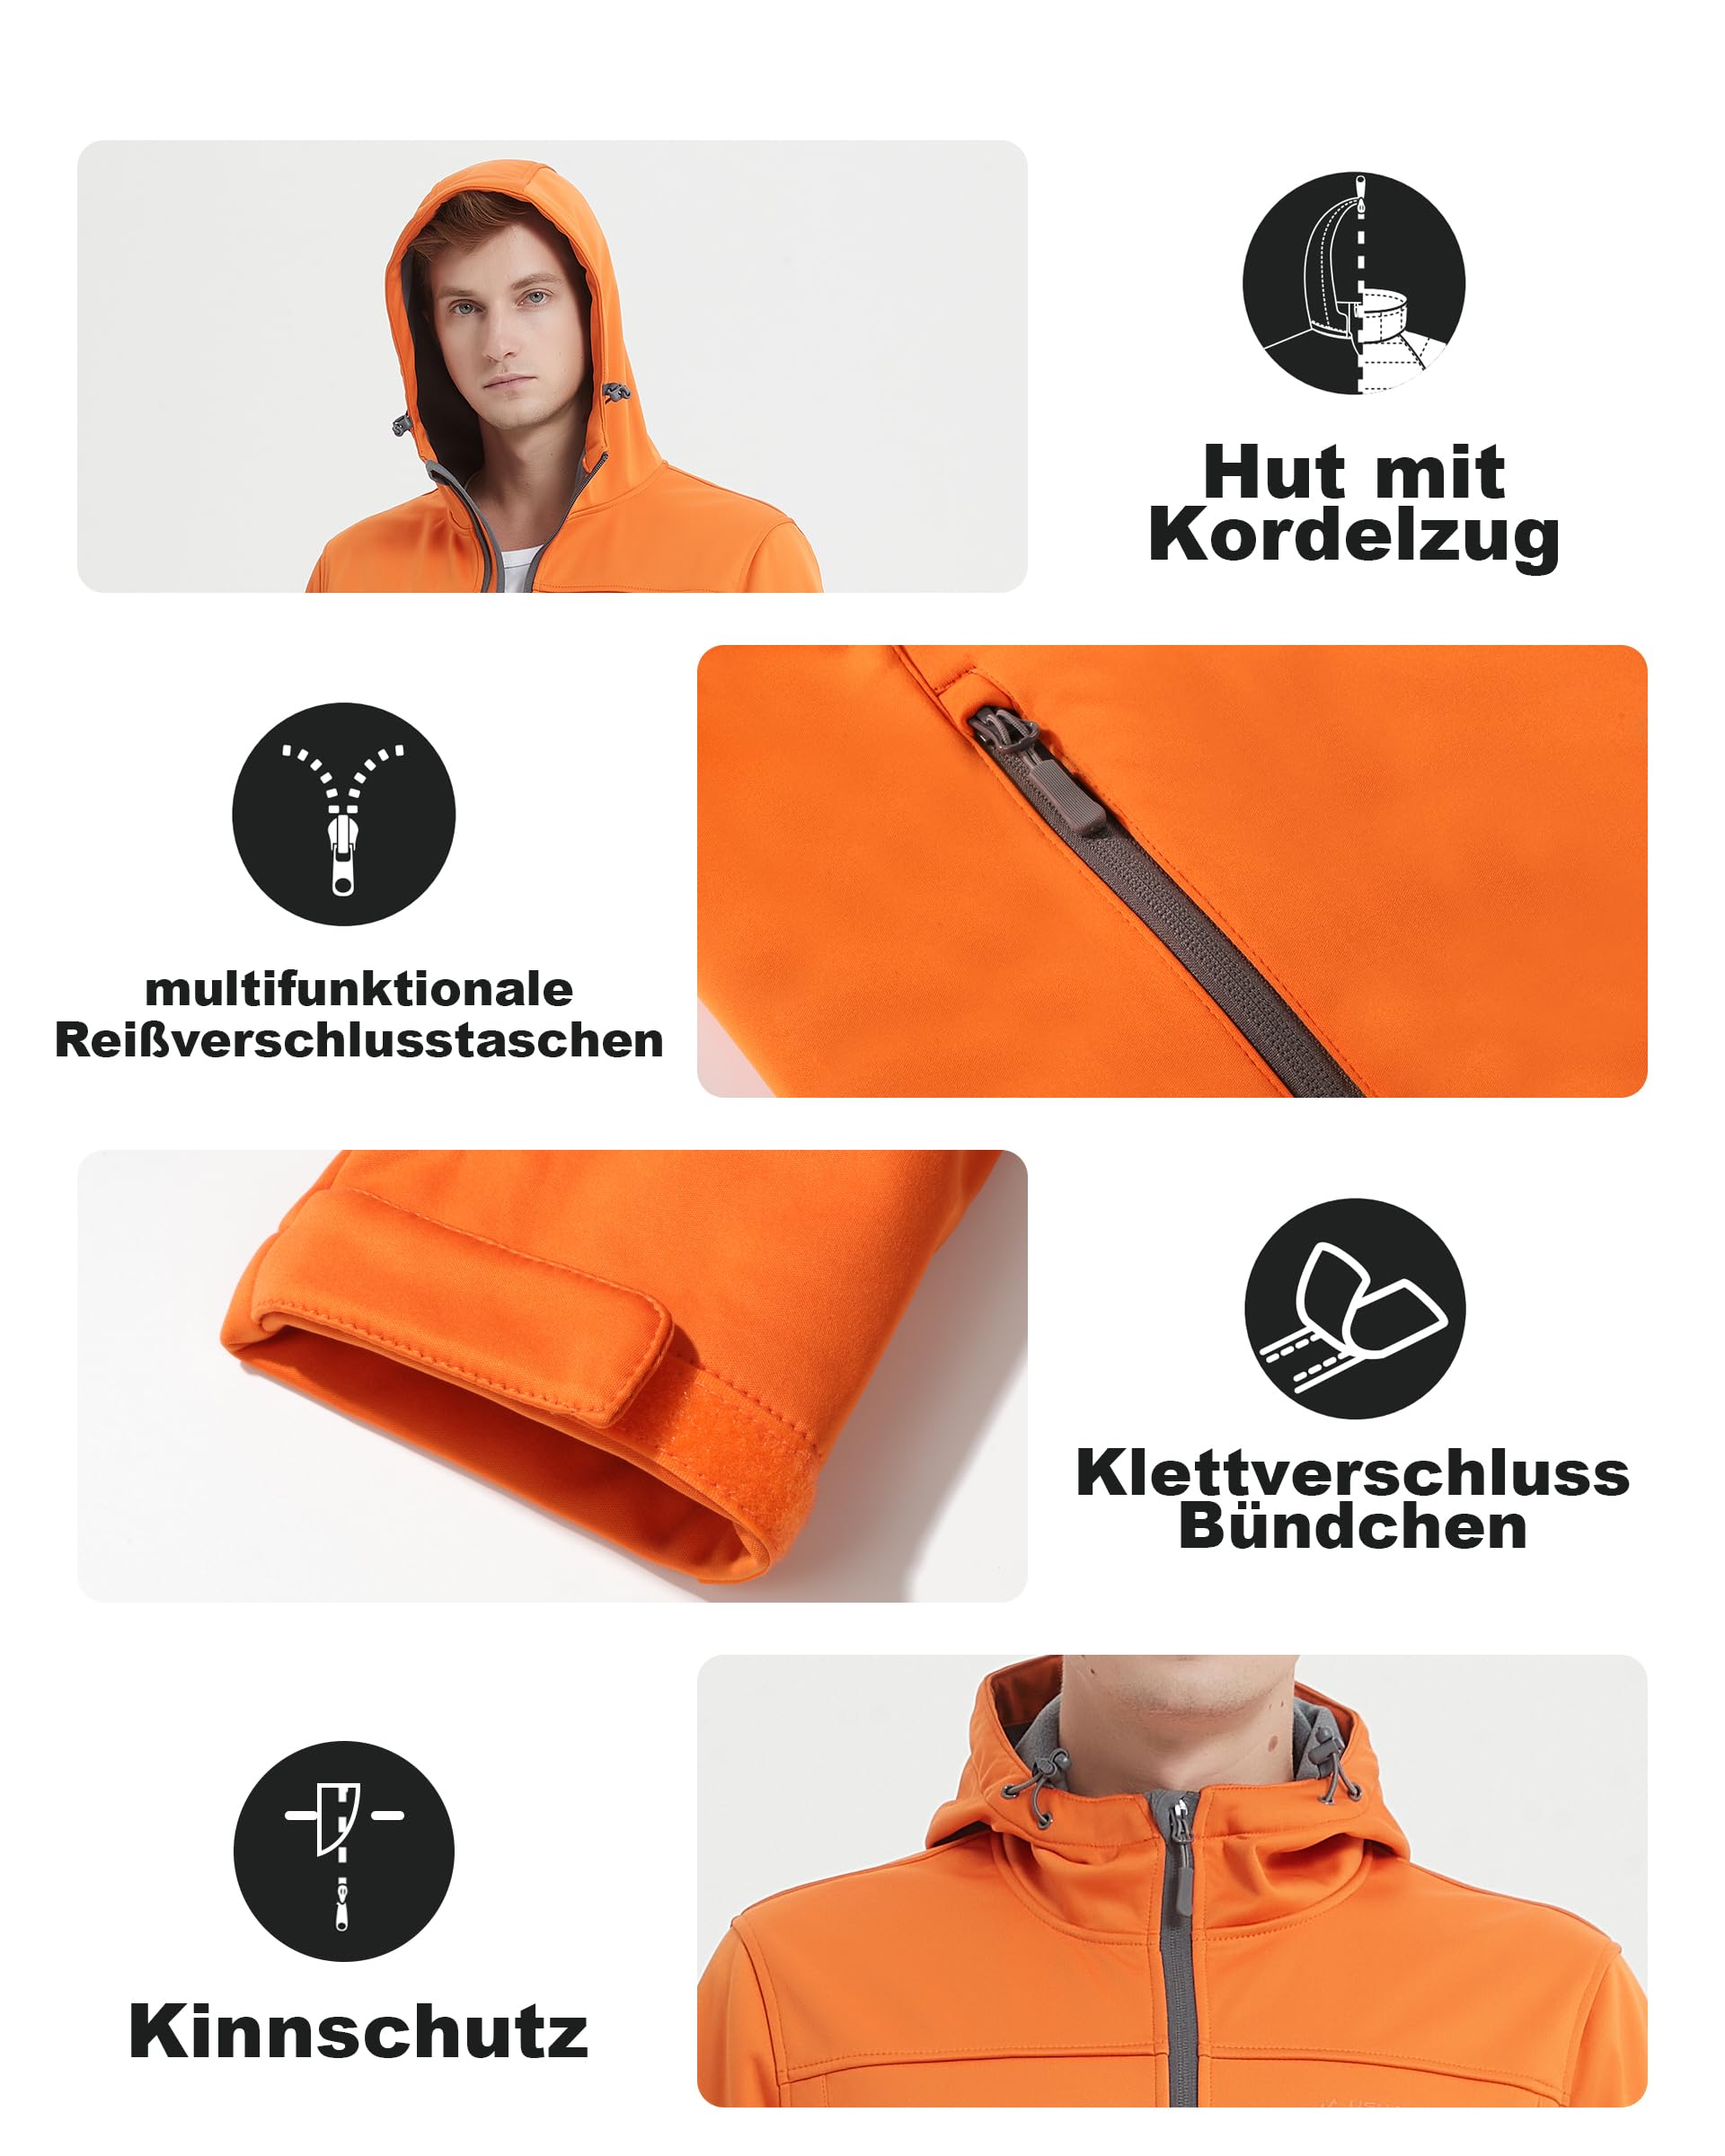 Hut mit
Kordelzug
multifunktionale
Reißverschlusstaschen
Klettverschluss
Bündchen
Kinnschutz